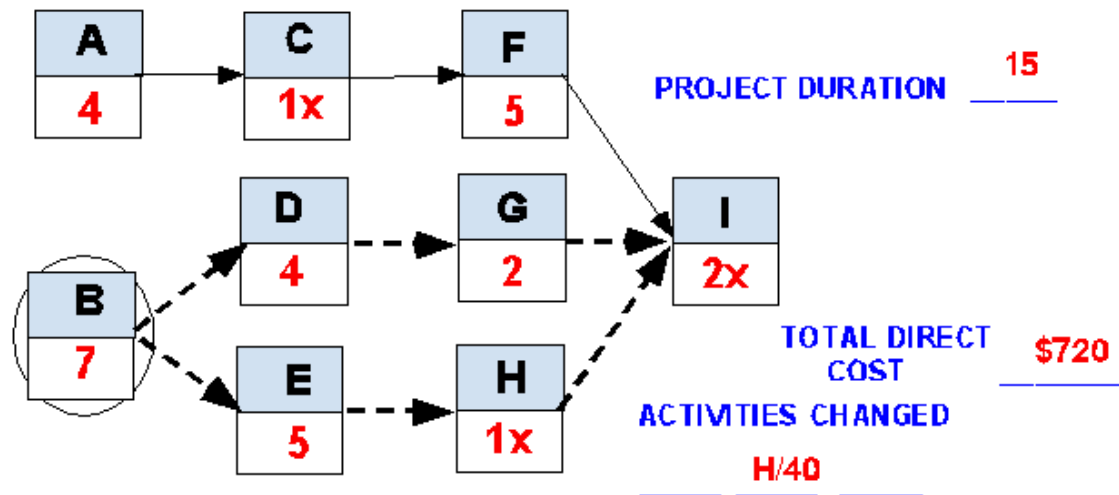 A
4
C
1x
F
5
PROJECT DURATION 15
D
4
G
2
I
2x
B
7
E
5
H
1x
TOTAL DIRECT
COST $720
ACTIVITIES CHANGED
H/40